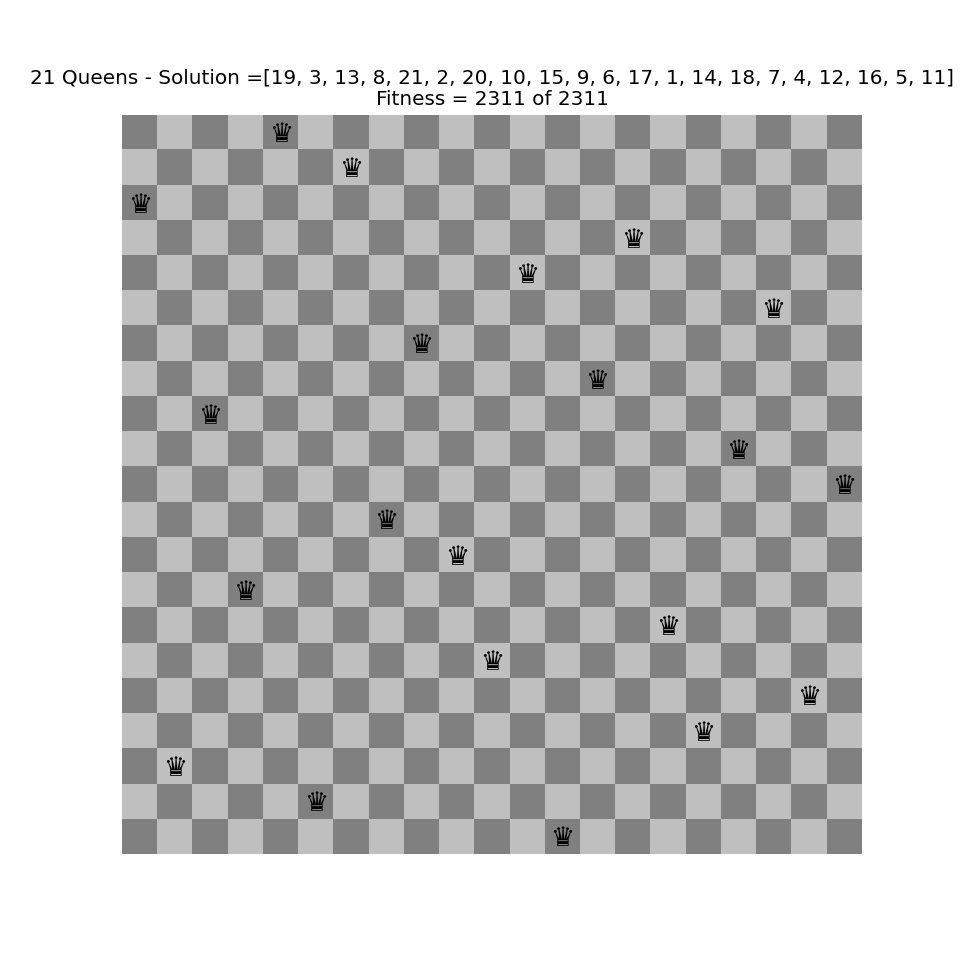 21 Queens - Solution =[19, 3, 13, 8, 21, 2, 20, 10, 15, 9, 6, 17, 1, 14, 18, 7, 4, 12, 16, 5, 11]
Fitness = 2311 of 2311